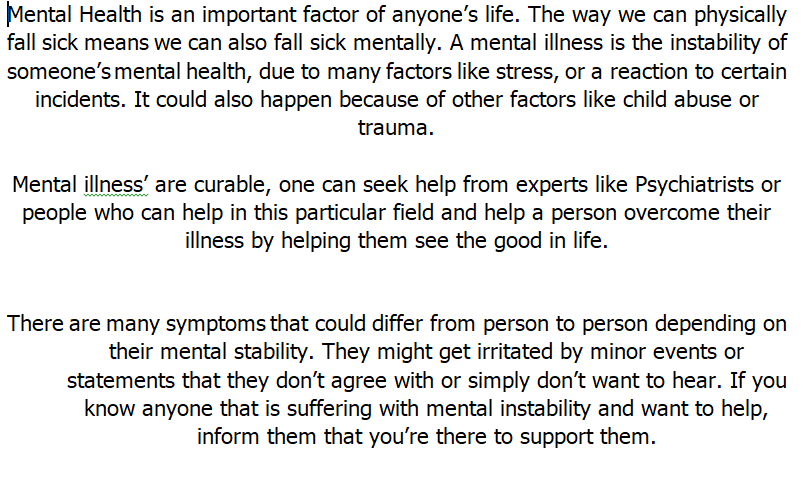 Mental Health is an important factor of anyone’s life. The way we can physically
fall sick means we can also fall sick mentally. A mental illness is the instability of
someone’s mental health, due to many factors like stress, or a reaction to certain
incidents. It could also happen because of other factors like child abuse or
trauma.
Mental illness’ are curable, one can seek help from experts like Psychiatrists or
people who can help in this particular field and help a person overcome their
illness by helping them see the good in life.
There are many symptoms that could differ from person to person depending on
their mental stability. They might get irritated by minor events or
statements that they don’t agree with or simply don’t want to hear. If you
know anyone that is suffering with mental instability and want to help,
inform them that you’re there to support them.